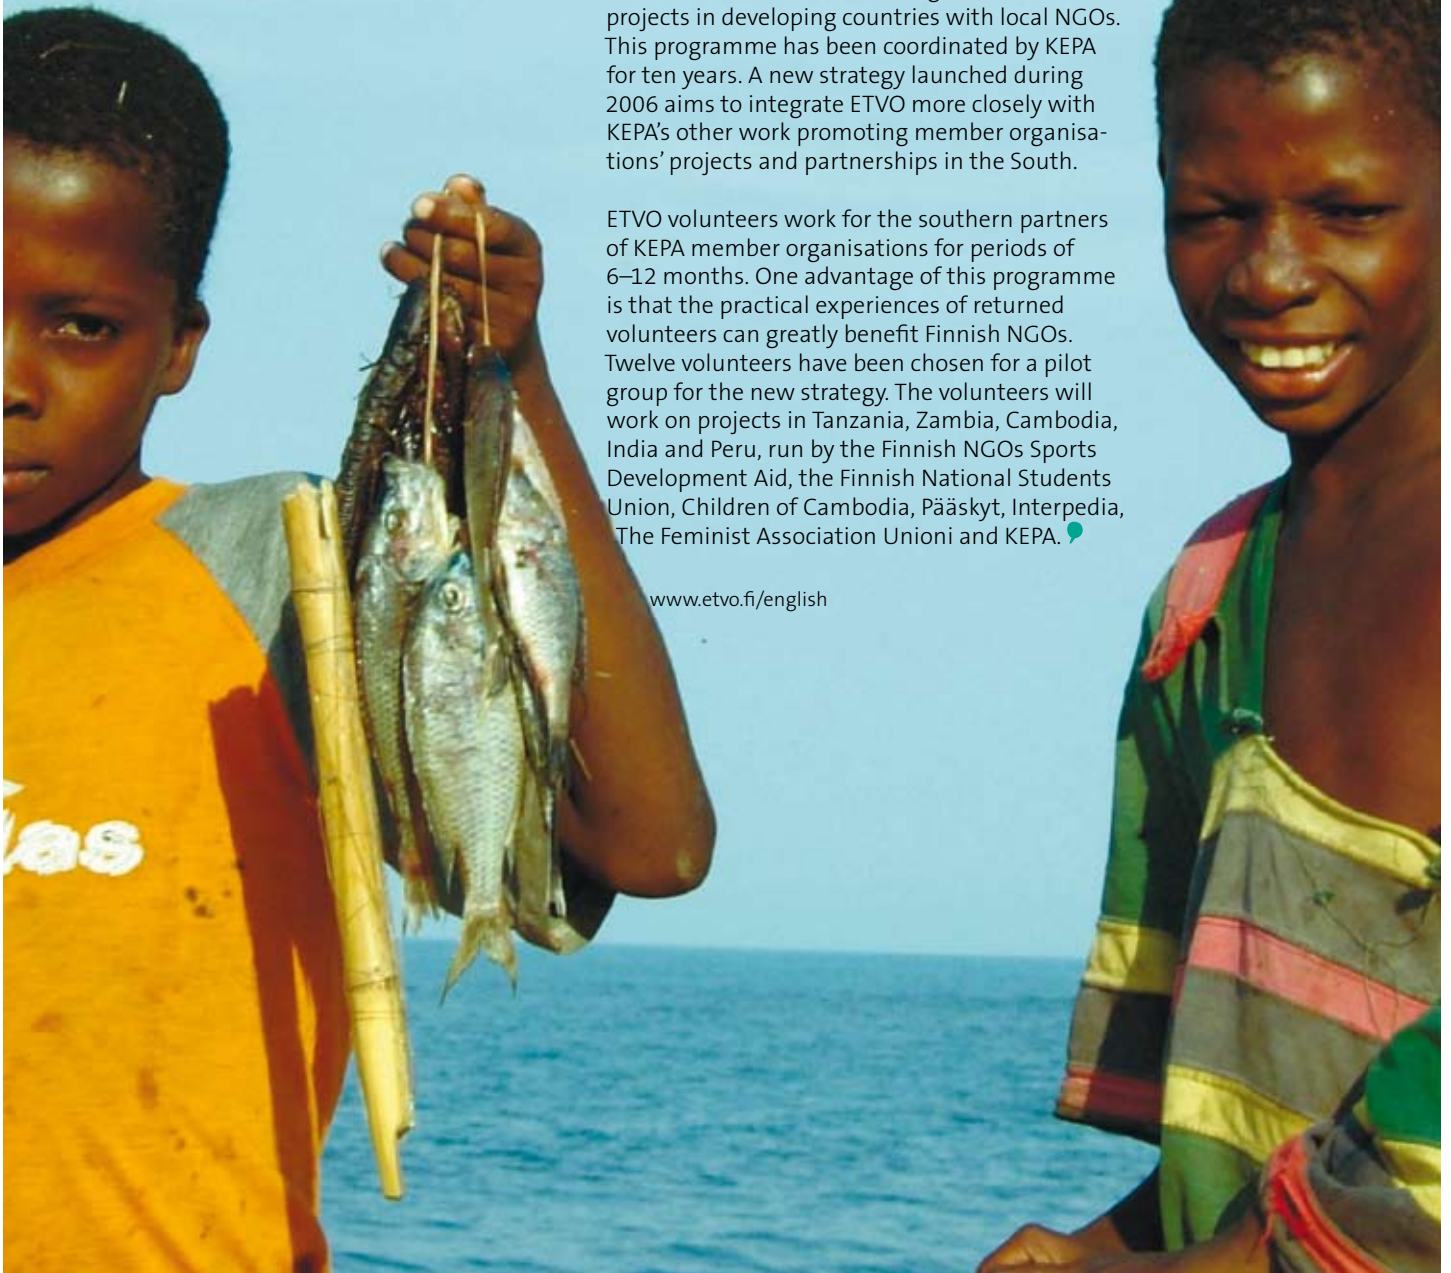 projects in developing countries with local NGOs.
This programme has been coordinated by KEPA
for ten years. A new strategy launched during
2006 aims to integrate ETVO more closely with
KEPA’s other work promoting member organisa-
tions’ projects and partnerships in the South.
ETVO volunteers work for the southern partners
of KEPA member organisations for periods of
6–12 months. One advantage of this programme
is that the practical experiences of returned
volunteers can greatly benefit Finnish NGOs.
Twelve volunteers have been chosen for a pilot
group for the new strategy. The volunteers will
work on projects in Tanzania, Zambia, Cambodia,
India and Peru, run by the Finnish NGOs Sports
Development Aid, the Finnish National Students
Union, Children of Cambodia, Pääskyt, Interpedia,
The Feminist Association Unioni and KEPA.
www.etvo.fi/english